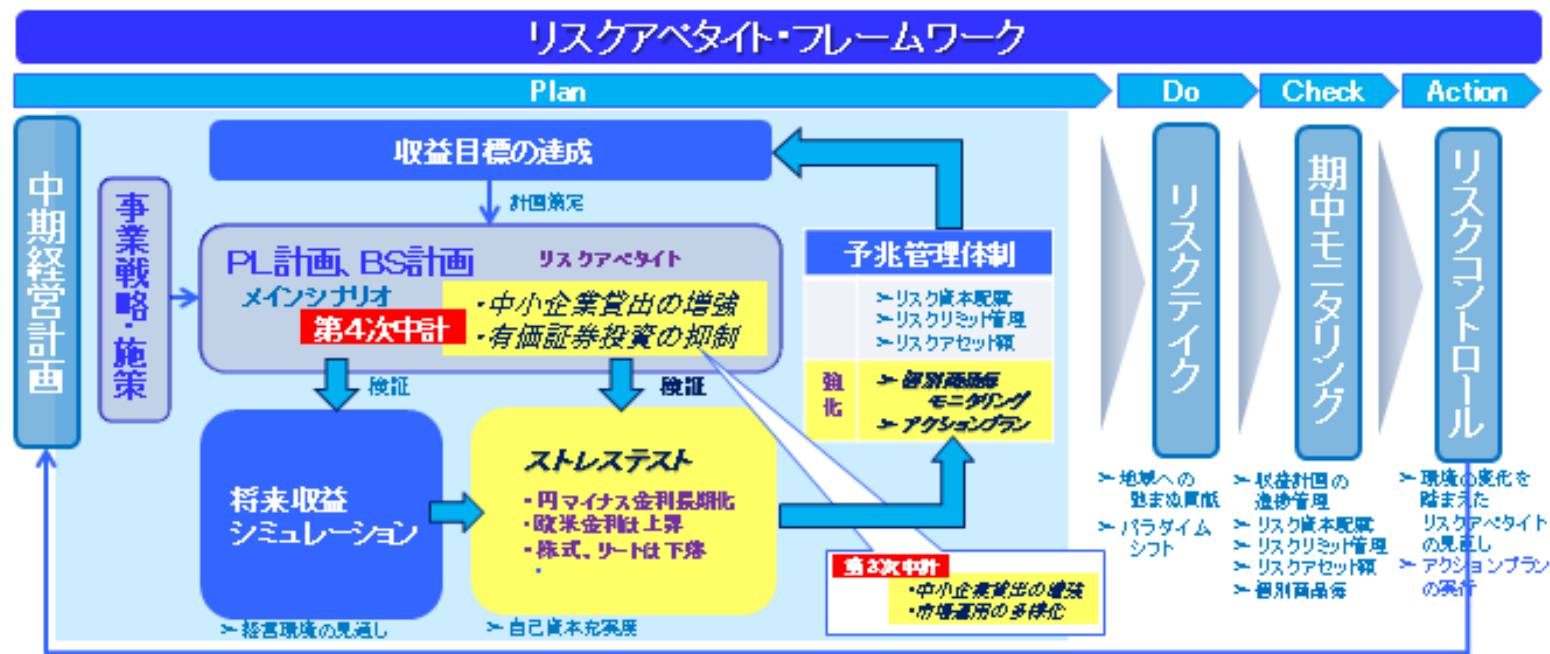 リスクアペタイト・フレームワーク
Plan
Do
Check
Action
中期経営計画
事業戦略・施策
収益目標の達成
計画策定
PL計画、BS計画
メインシナリオ
第4次中計
リスクアペタイト
・中小企業貸出の増強
・有価証券投資の抑制
検証
検証
将来収益
シミュレーション
➢経営環境の見通し
ストレステスト
・円マイナス金利長期化
・欧米金利は上昇
・株式、リートは下落
・
➢自己資本充実度
予兆管理体制
➢リスク資本配賦
➢リスクリミット管理
➢リスクアセット額
強化
➢個別商品毎
モニタリング
➢アクションプラン
第3次中計
・中小企業貸出の増強
・市場運用の多様化
リスクテイク
➢地域への
弛まぬ貢献
➢パラダイム
シフト
期中モニタリング
➢収益計画の
進捗管理
➢リスク資本配賦
➢リスクリミット管理
➢リスクアセット額
➢個別商品毎
リスクコントロール
➢環境の変化を
踏まえた
リスクアペタイト
の見直し
➢アクションプラン
の実行